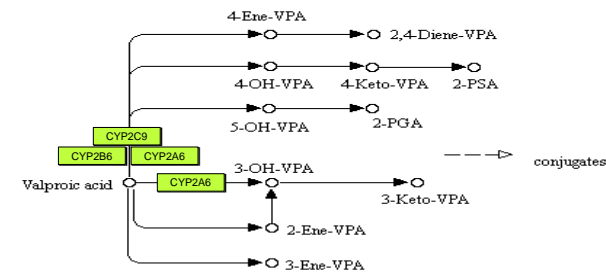 4-Ene-VPA
2,4-Diene-VPA
4-OH-VPA 4-Keto-VPA 2-PSA
5-OH-VPA 2-PGA
CYP2C9
CYP2B6 CYP2A6
conjugates
3-OH-VPA
Valproic acid CYP2A6
3-Keto-VPA
2-Ene-VPA
3-Ene-VPA